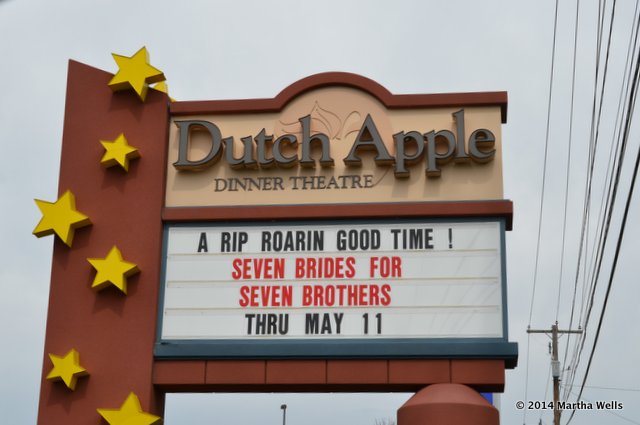 Dutch Apple
DINNER THEATRE
A RIP ROARIN GOOD TIME !
SEVEN BRIDES FOR
SEVEN BROTHERS
THRU MAY 11
© 2014 Martha Wells